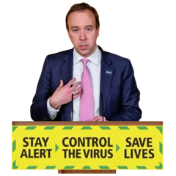 STAY ALERT
CONTROL THE VIRUS
SAVE LIVES